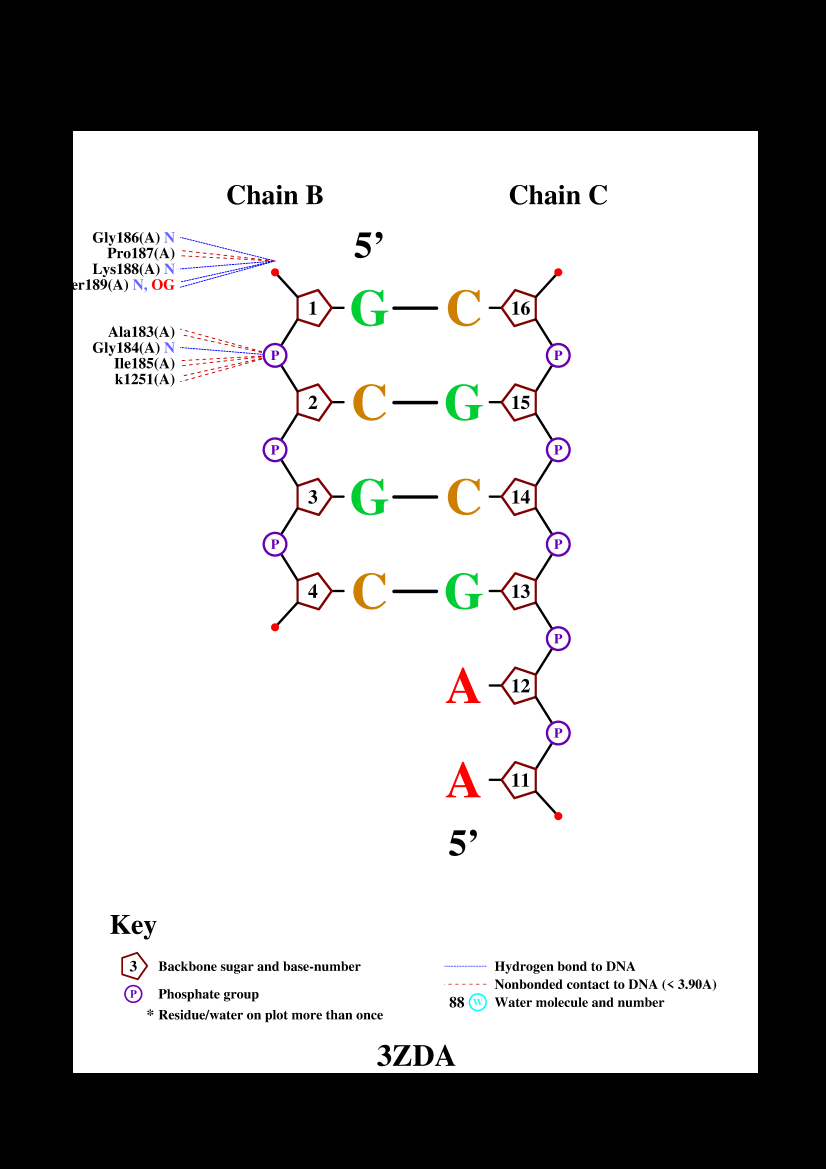 Chain B Chain C
5’
Gly186(A) N
Pro187(A)
Lys188(A) N
er189(A) N, OG
1 G C 16
Ala183(A)
Gly184(A) N
Ile185(A)
k1251(A)
P P
2 C G 15
P P
3 G C 14
P P
4 C G 13
P
A 12
P
A 11
5’
Key
3 Backbone sugar and base-number
P Phosphate group
* Residue/water on plot more than once
Hydrogen bond to DNA
Nonbonded contact to DNA (< 3.90A)
88 W Water molecule and number
3ZDA